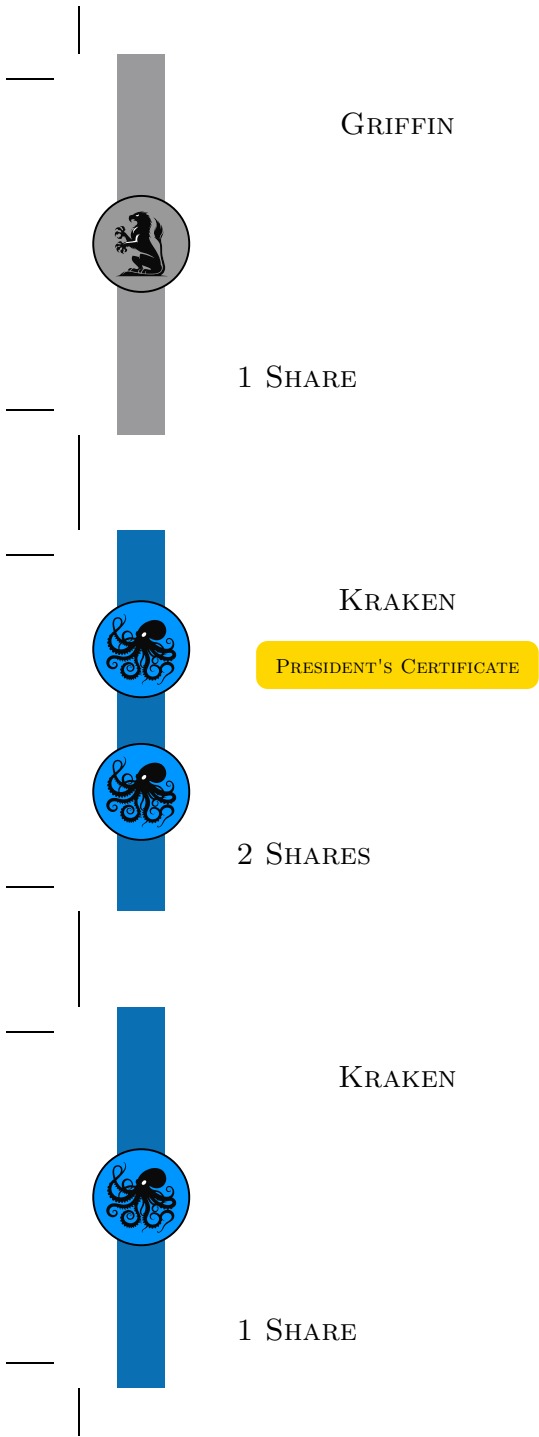 Griffin
1 Share
Kraken
President's Certificate
2 Shares
Kraken
1 Share